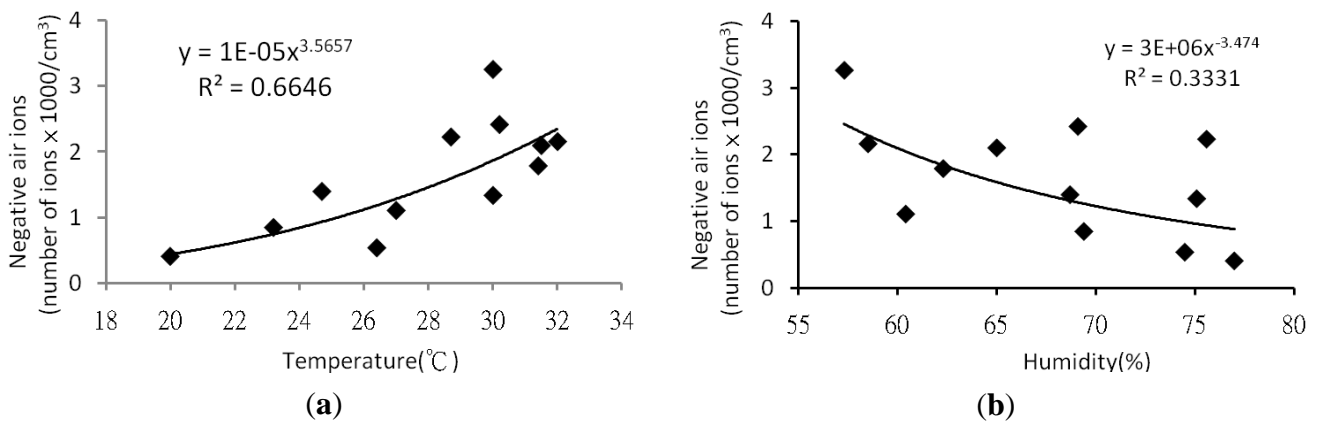 Negative air ions
(number of ions x 1000/cm³)
4
3
2
1
0
y = 1E-05x^3.5657
R² = 0.6646
18 20 22 24 26 28 30 32 34
Temperature(℃)
(a)
Negative air ions
(number of ions x 1000/cm³)
4
3
2
1
0
y = 3E+06x^-3.474
R² = 0.3331
55 60 65 70 75 80
Humidity(%)
(b)